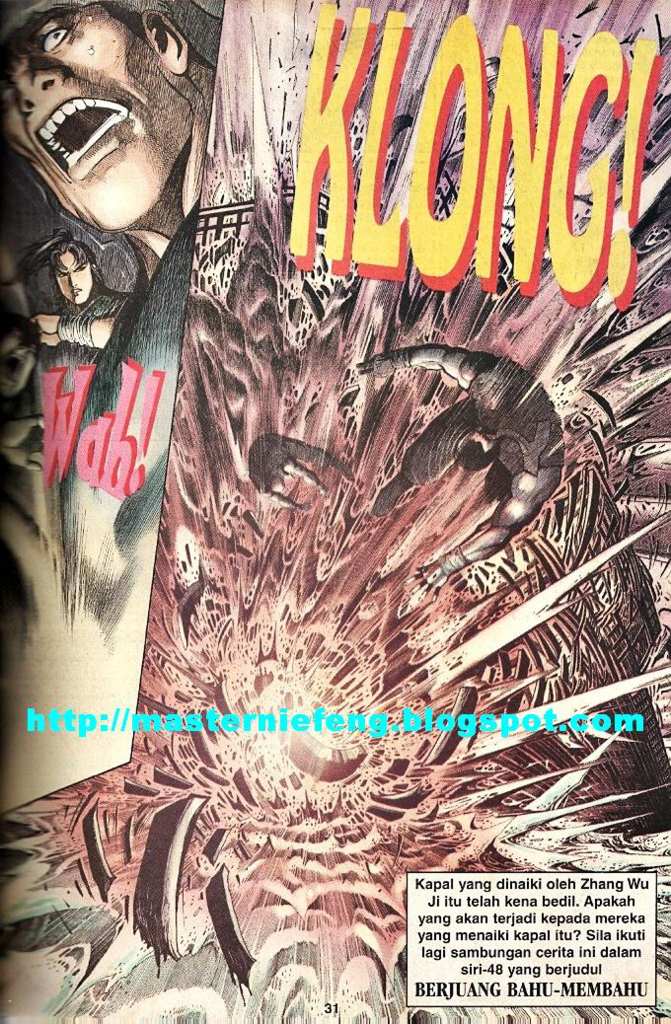 KLONG!
Wah!
http://masterniefeng.blogspot.com
Kapal yang dinaiki oleh Zhang Wu
Ji itu telah kena bedil. Apakah
yang akan terjadi kepada mereka
yang menaiki kapal itu? Sila ikuti
lagi sambungan cerita ini dalam
siri-48 yang berjudul
BERJUANG BAHU-MEMBAHU
31